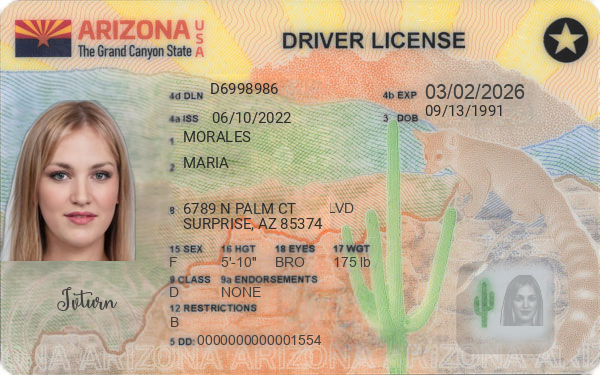 ARIZONA USA
The Grand Canyon State
DRIVER LICENSE
4d DLN D6998986
4b EXP 03/02/2026
4a ISS 06/10/2022
3 DOB 09/13/1991
1 MORALES
2 MARIA
8 6789 N PALM CT LVD
SURPRISE, AZ 85374
15 SEX 16 HGT 18 EYES 17 WGT
F 5'-10" BRO 175 lb
9 CLASS 9a ENDORSEMENTS
D NONE
12 RESTRICTIONS
B
5 DD: 0000000000001554
ARIZONA ARIZONA ARIZONA ARIZONA